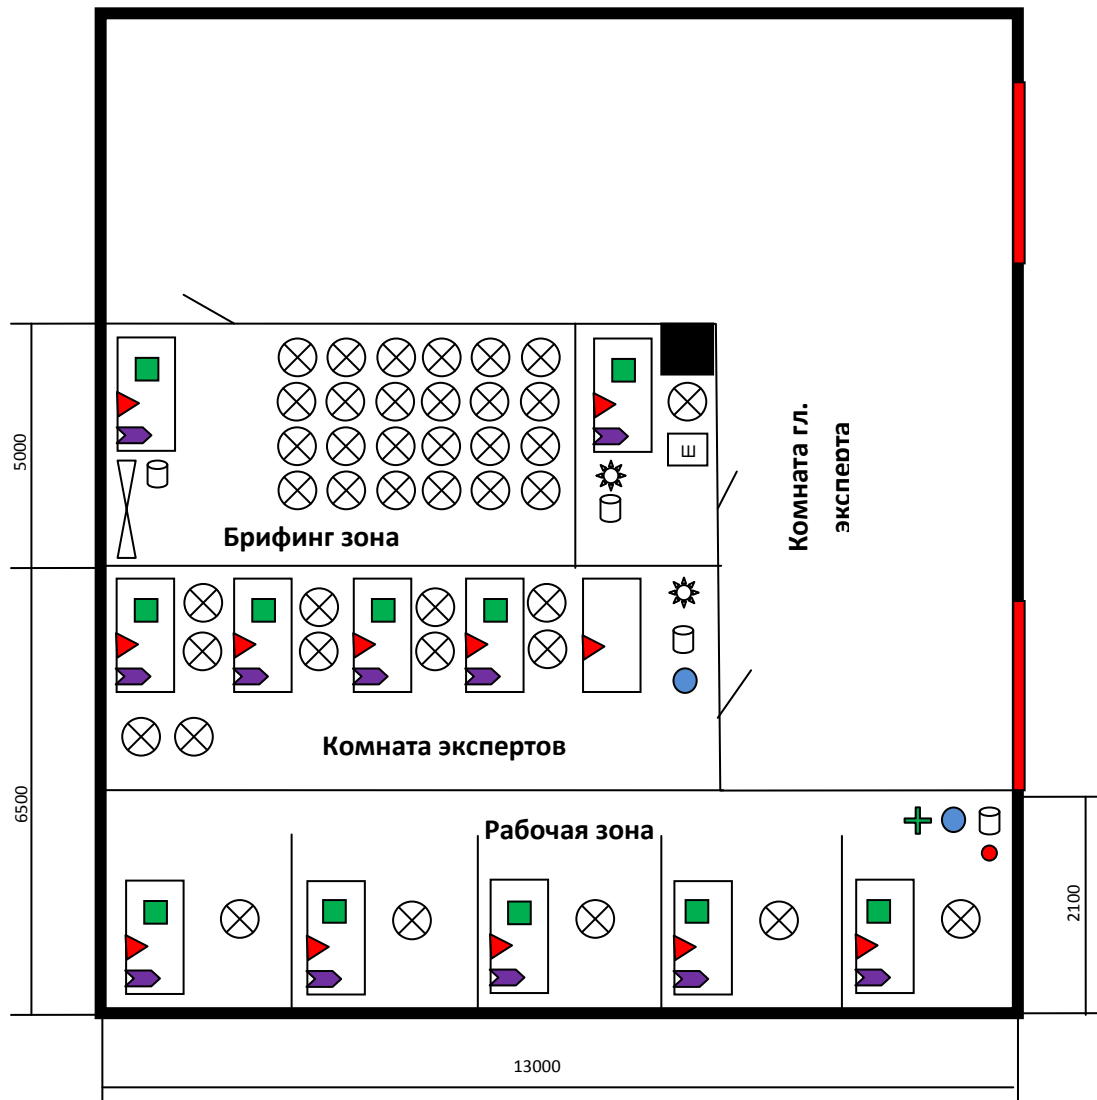 5000
Ш
Комната гл.
эксперта
Брифинг зона
Комната экспертов
6500
Рабочая зона
2100
13000